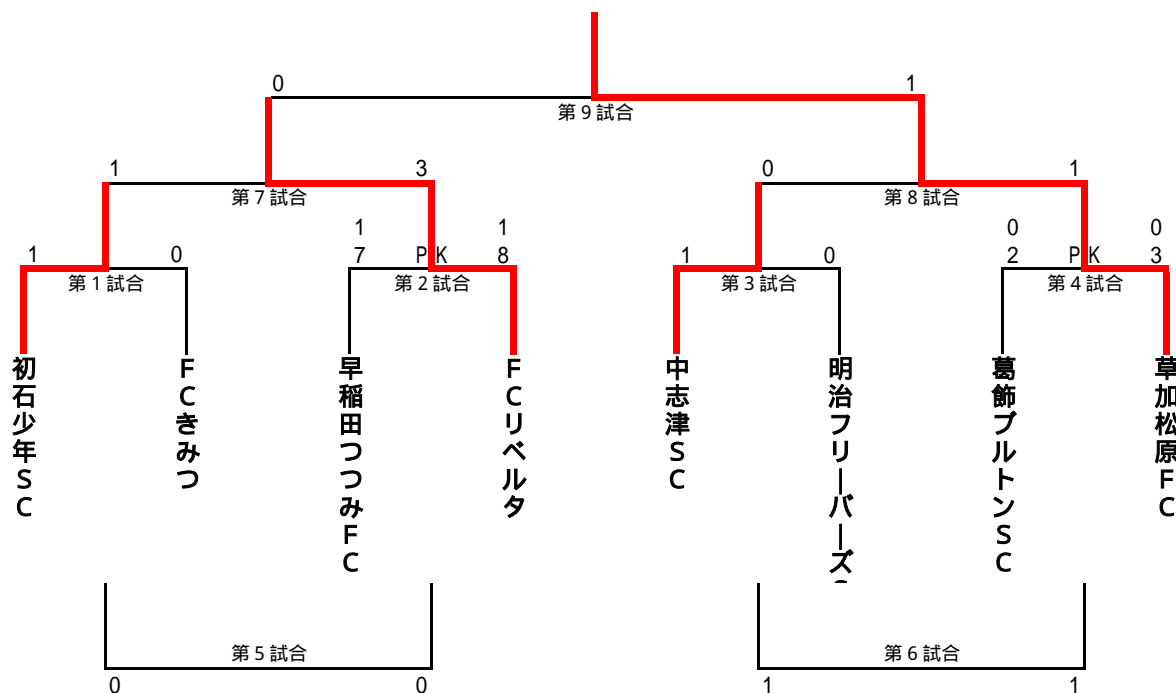 0 1
第9試合
1 3 0 1
第7試合 第8試合
1 1 0 0
1 0 7 PK 8 1 0 2 PK 3
第1試合 第2試合 第3試合 第4試合
初石少年SC
FCきみつ
早稲田つつみFC
FCリベルタ
中志津SC
明治フリーバーズ
葛飾ブルトンSC
草加松原FC
第5試合 第6試合
0 0 1 1